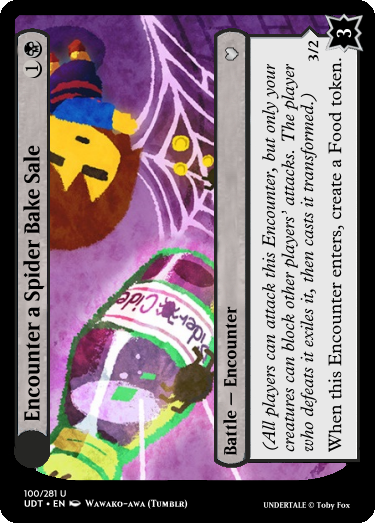 Encounter a Spider Bake Sale
1
Spider
Cider
Battle – Encounter
3/2
3
(All players can attack this Encounter, but only your
creatures can block other players' attacks. The player
who defeats it exiles it, then casts it transformed.)
When this Encounter enters, create a Food token.
100/281 U
UDT • EN Wawako-awa (Tumblr)
UNDERTALE © Toby Fox